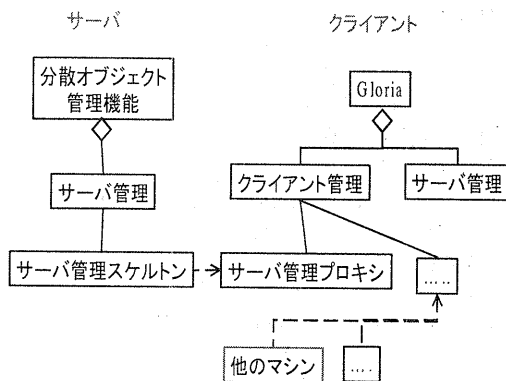 サーバ
クライアント
分散オブジェクト
管理機能
Gloria
サーバ管理
クライアント管理
サーバ管理
サーバ管理スケルトン
サーバ管理プロキシ
.....
他のマシン
....